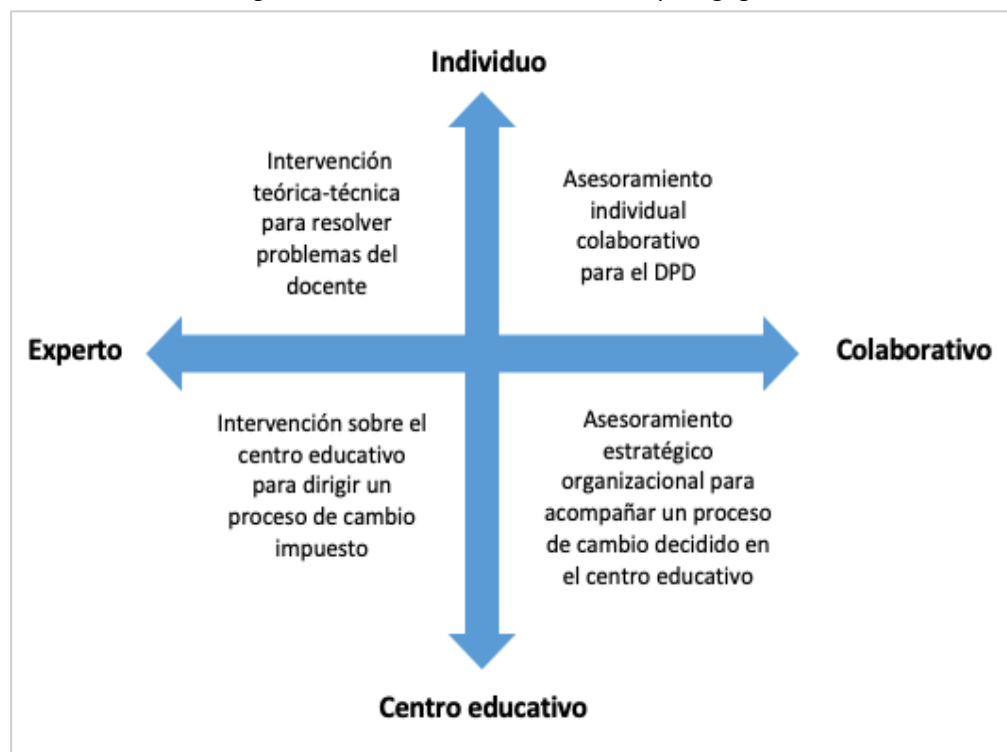 Individuo
Intervención
teórica-técnica
para resolver
problemas del
docente
Asesoramiento
individual
colaborativo
para el DPD
Experto
Colaborativo
Intervención sobre el
centro educativo
para dirigir un
proceso de cambio
impuesto
Asesoramiento
estratégico
organizacional para
acompañar un proceso
de cambio decidido en
el centro educativo
Centro educativo